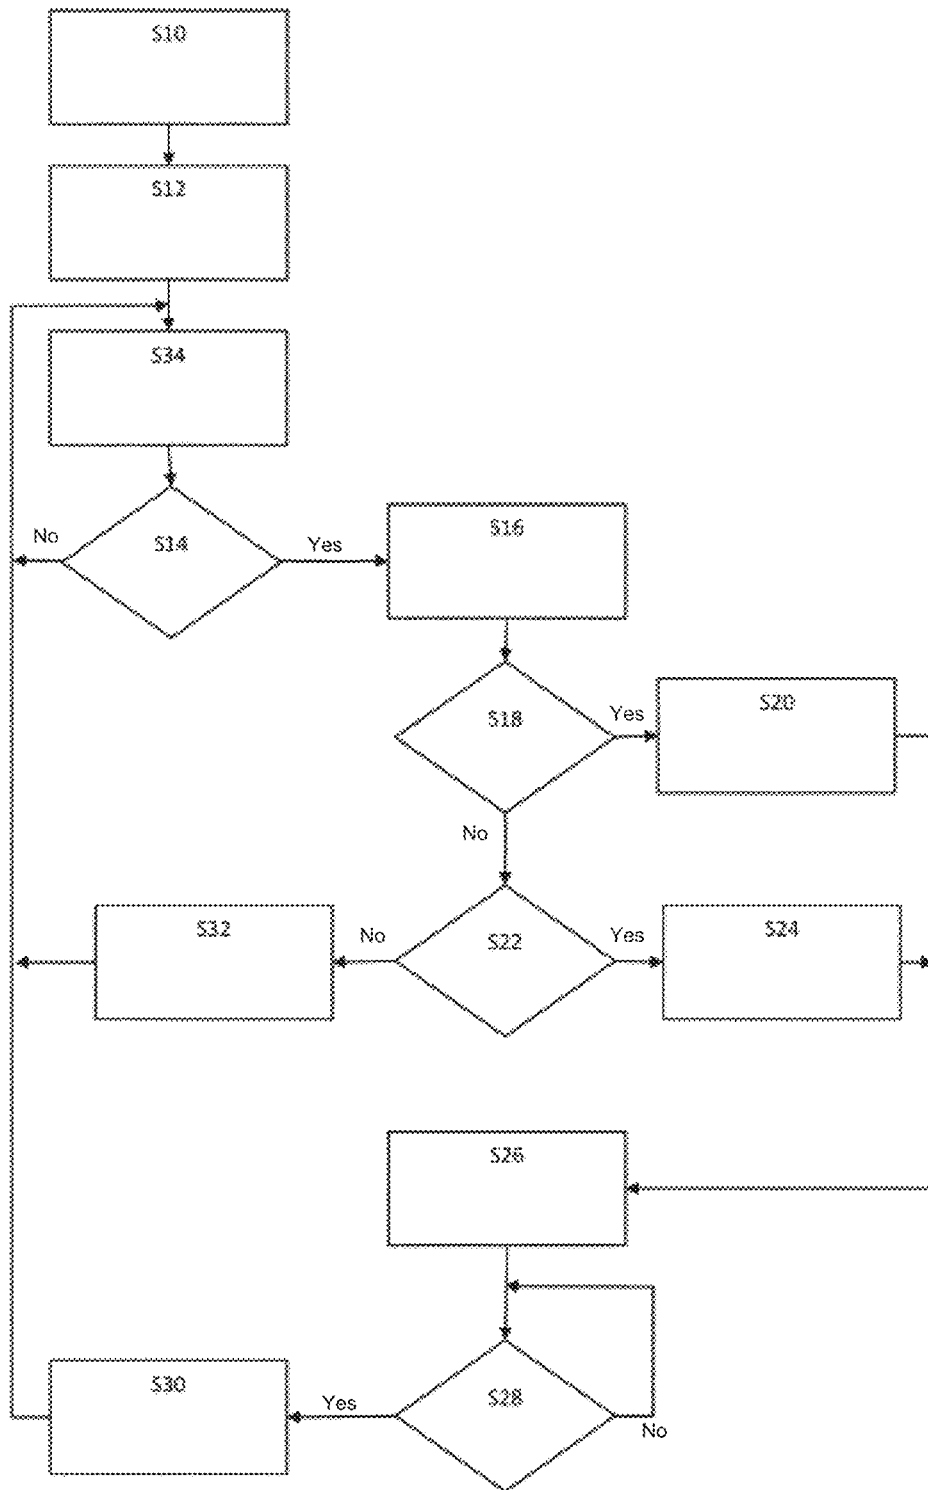 S10
S12
S34
S14
No
Yes
S16
S18
Yes
S20
No
S22
No
S32
Yes
S24
S26
S28
No
Yes
S30